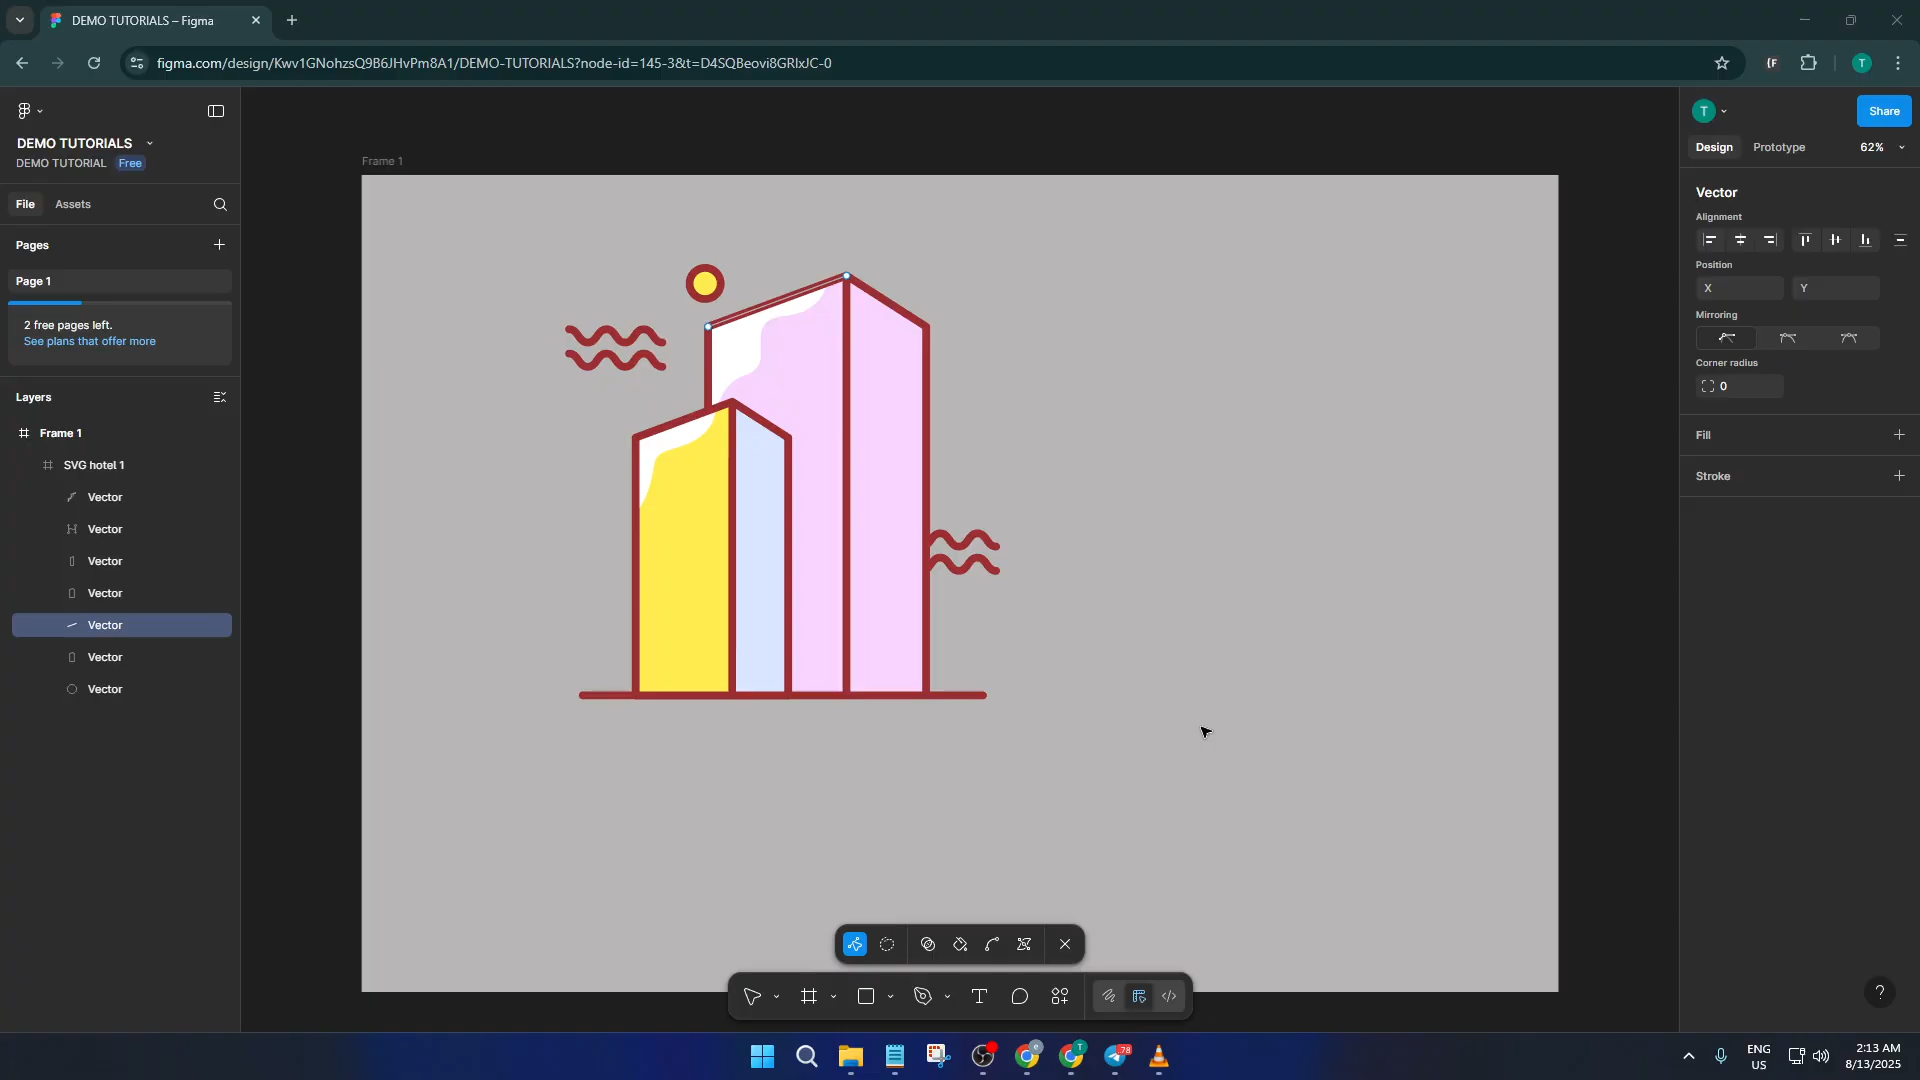 DEMO TUTORIALS – Figma
figma.com/design/Kwv1GNohzsQ9B6JHvPm8A1/DEMO-TUTORIALS?node-id=145-3&t=D4SQBeovi8GRlxJC-0
T
DEMO TUTORIALS
DEMO TUTORIAL Free
File Assets
Pages
Page 1
2 free pages left.
See plans that offer more
Layers
Frame 1
SVG hotel 1
Vector
Vector
Vector
Vector
Vector
Vector
Vector
Frame 1
T
Share
Design Prototype 62%
Vector
Alignment
Position
X Y
Mirroring
Corner radius
0
Fill
Stroke
?
T 78
ENG
US
2:13 AM
8/13/2025